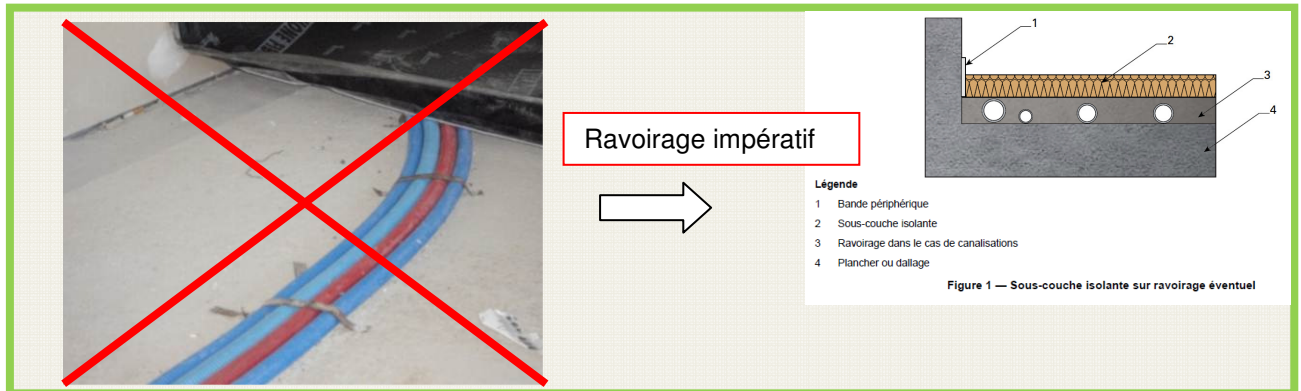 Ravoirage impératif
1
2
3
4
Légende
1 Bande périphérique
2 Sous-couche isolante
3 Ravoirage dans le cas de canalisations
4 Plancher ou dallage
Figure 1 — Sous-couche isolante sur ravoirage éventuel